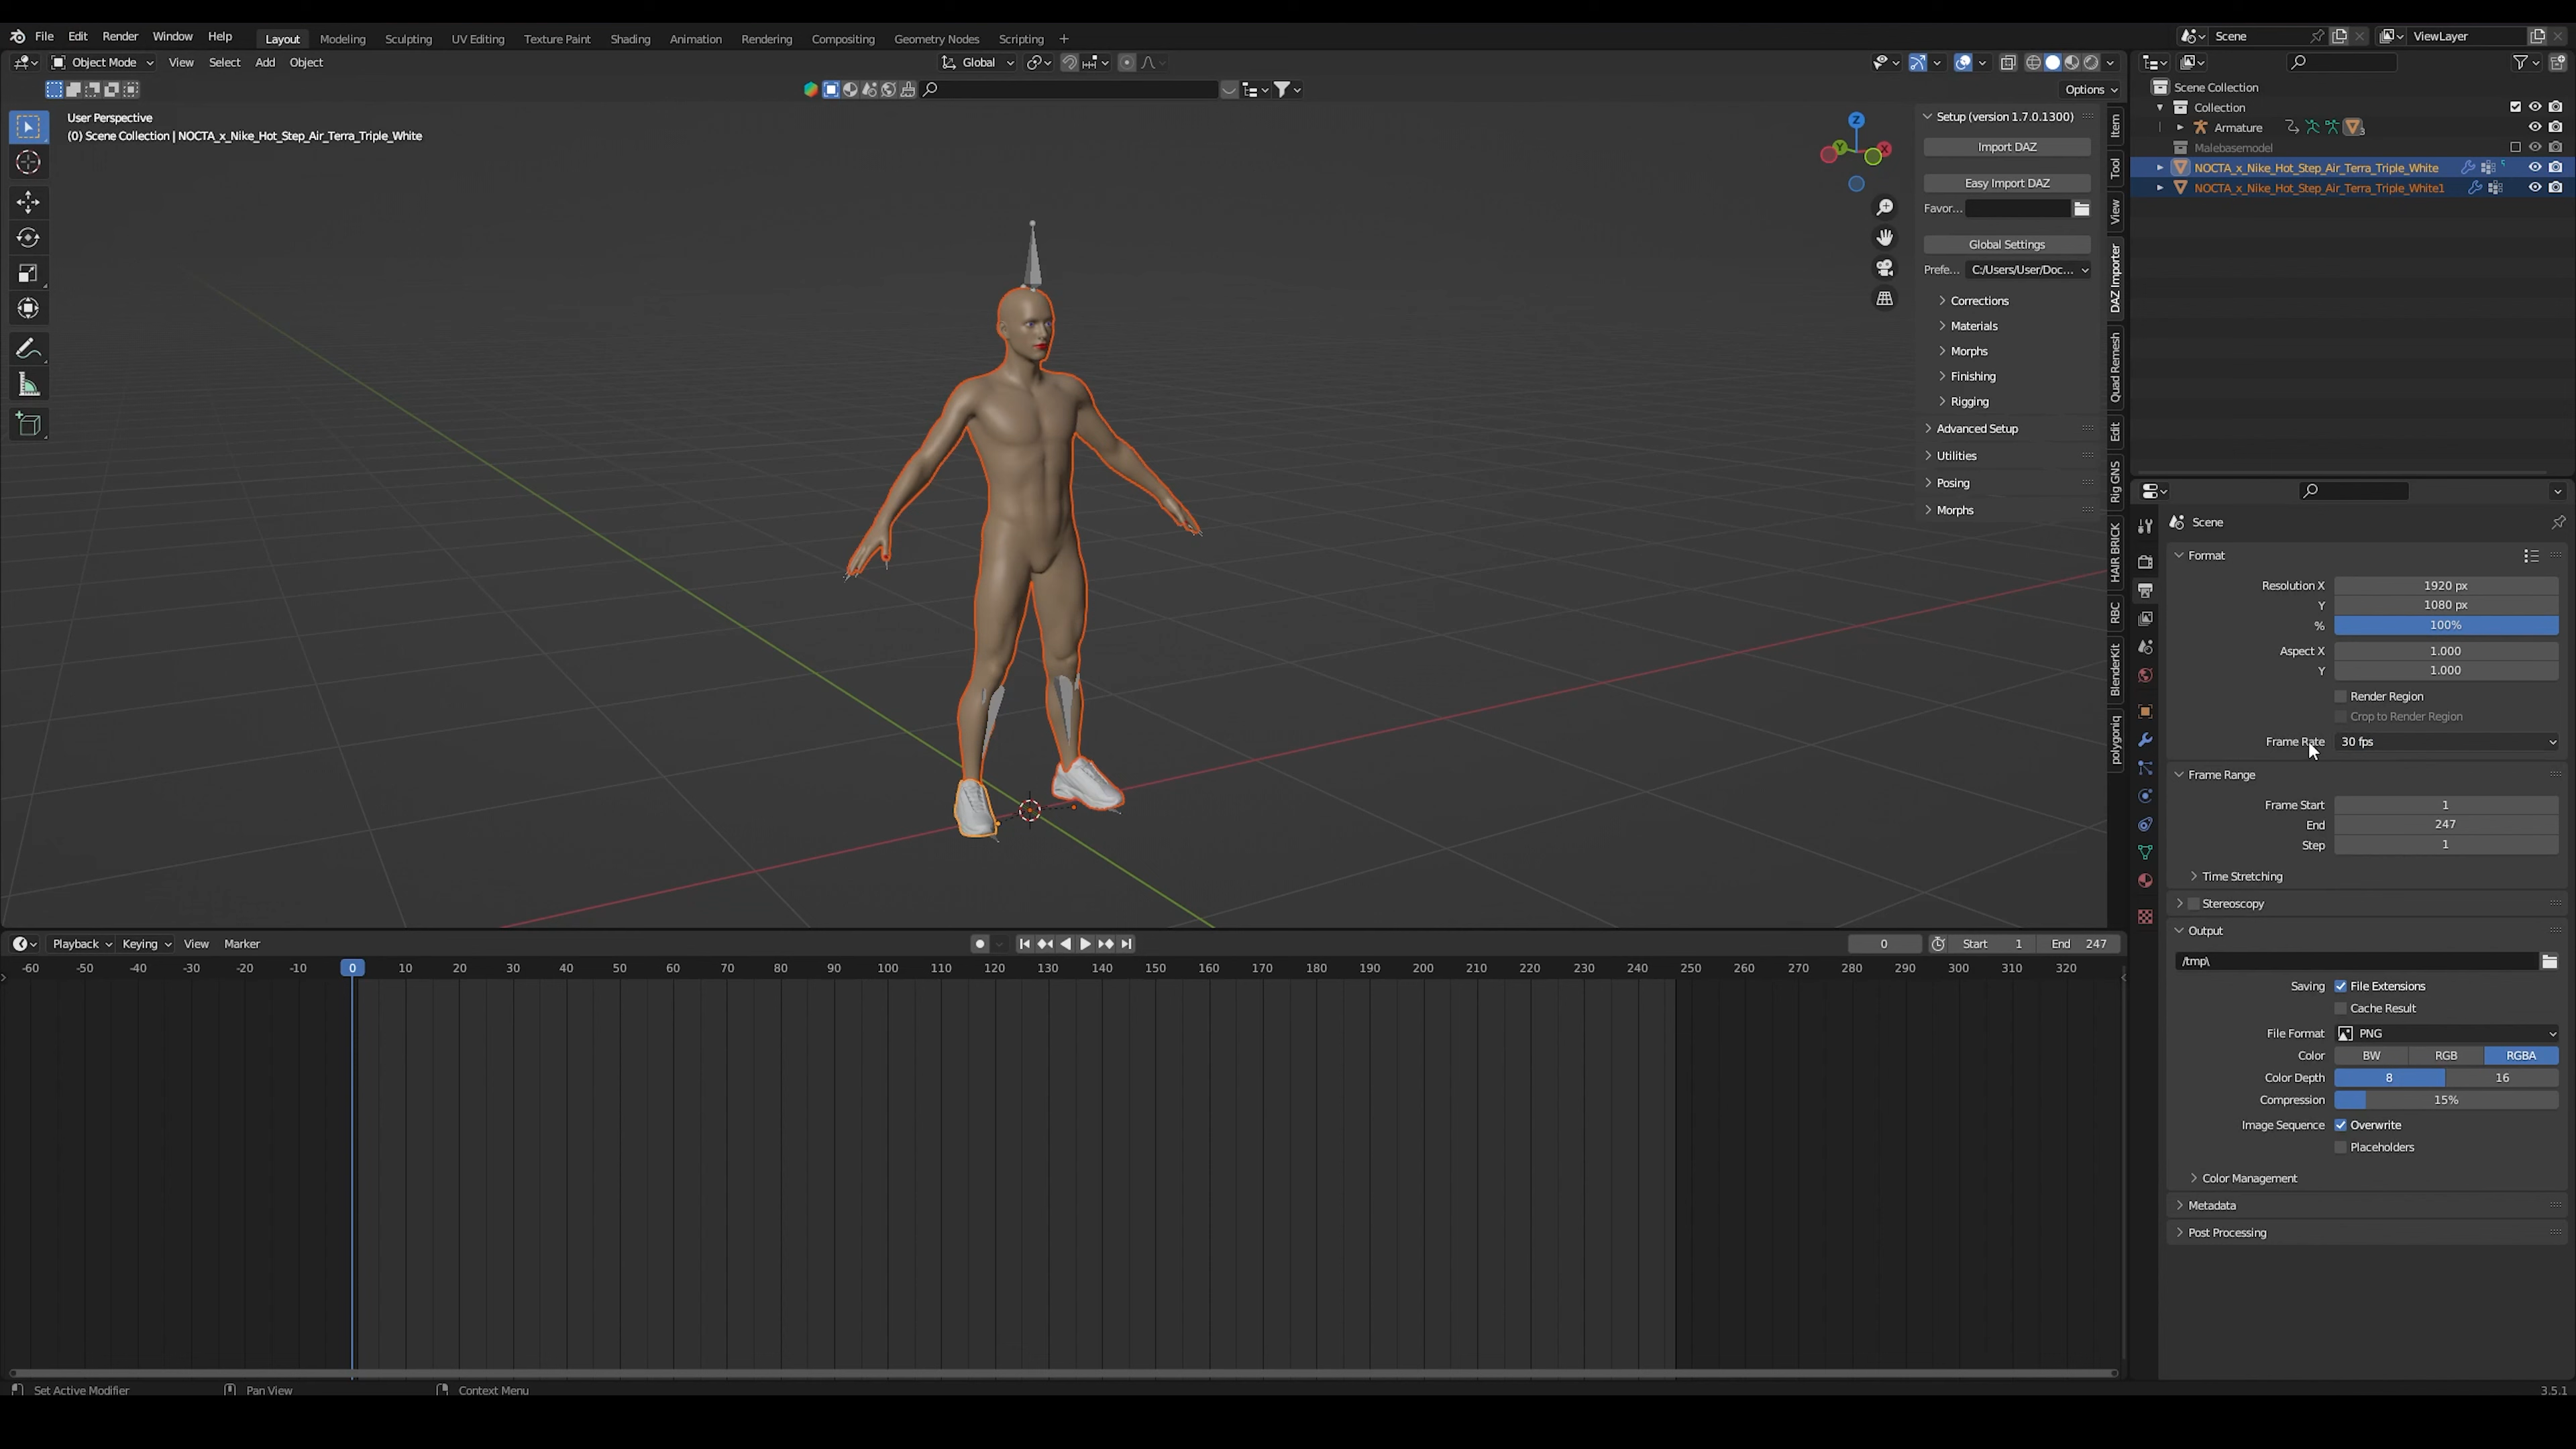 File Edit Render Window Help Layout Modeling Sculpting UV Editing Texture Paint Shading Animation Rendering Compositing Geometry Nodes Scripting + Scene ViewLayer
Object Mode View Select Add Object Global
Options
User Perspective
(0) Scene Collection | NOCTA_x_Nike_Hot_Step_Air_Terra_Triple_White
Z
Y
X
Setup (version 1.7.0.1300)
Import DAZ
Easy Import DAZ
Favor...
Global Settings
Prefe... C:/Users/User/Doc...
Corrections
Materials
Morphs
Finishing
Rigging
Advanced Setup
Utilities
Posing
Morphs
Item
Tool
View
DAZ Importer
Quad Remesh
Edit
Rig GNS
HAIR BRICK
RBC
BlenderKit
polygoniq
Scene Collection
Collection
Armature 3
Malebasemodel
NOCTA_x_Nike_Hot_Step_Air_Terra_Triple_White
NOCTA_x_Nike_Hot_Step_Air_Terra_Triple_White1
Scene
Format
Resolution X 1920 px
Y 1080 px
% 100%
Aspect X 1.000
Y 1.000
Render Region
Crop to Render Region
Frame Rate 30 fps
Frame Range
Frame Start 1
End 247
Step 1
Time Stretching
Stereoscopy
Output
/tmp\
Saving File Extensions
Cache Result
File Format PNG
Color BW RGB RGBA
Color Depth 8 16
Compression 15%
Image Sequence Overwrite
Placeholders
Color Management
Metadata
Post Processing
Playback Keying View Marker 0 Start 1 End 247
-60 -50 -40 -30 -20 -10 0 10 20 30 40 50 60 70 80 90 100 110 120 130 140 150 160 170 180 190 200 210 220 230 240 250 260 270 280 290 300 310 320
Set Active Modifier Pan View Context Menu 3.5.1